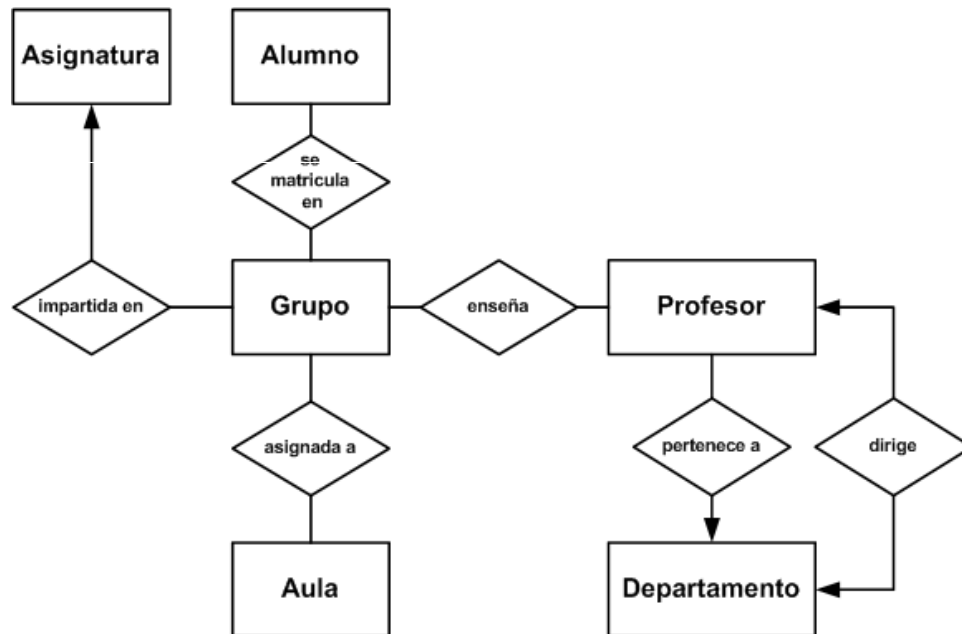 Asignatura
Alumno
se
matricula
en
impartida en
Grupo
enseña
Profesor
asignada a
pertenece a
dirige
Aula
Departamento